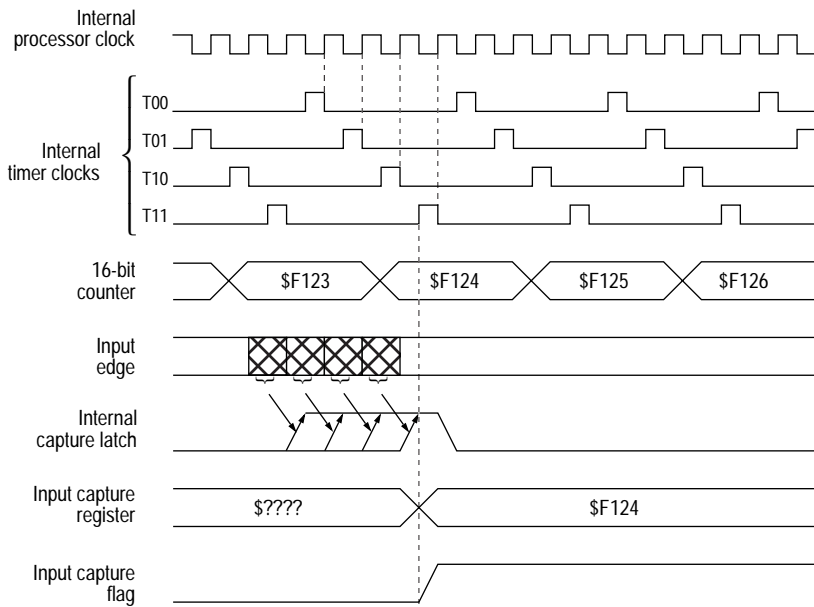 Internal
processor clock
T00
T01
Internal
timer clocks
T10
T11
16-bit
counter
$F123
$F124
$F125
$F126
Input
edge
Internal
capture latch
Input capture
register
$????
$F124
Input capture
flag